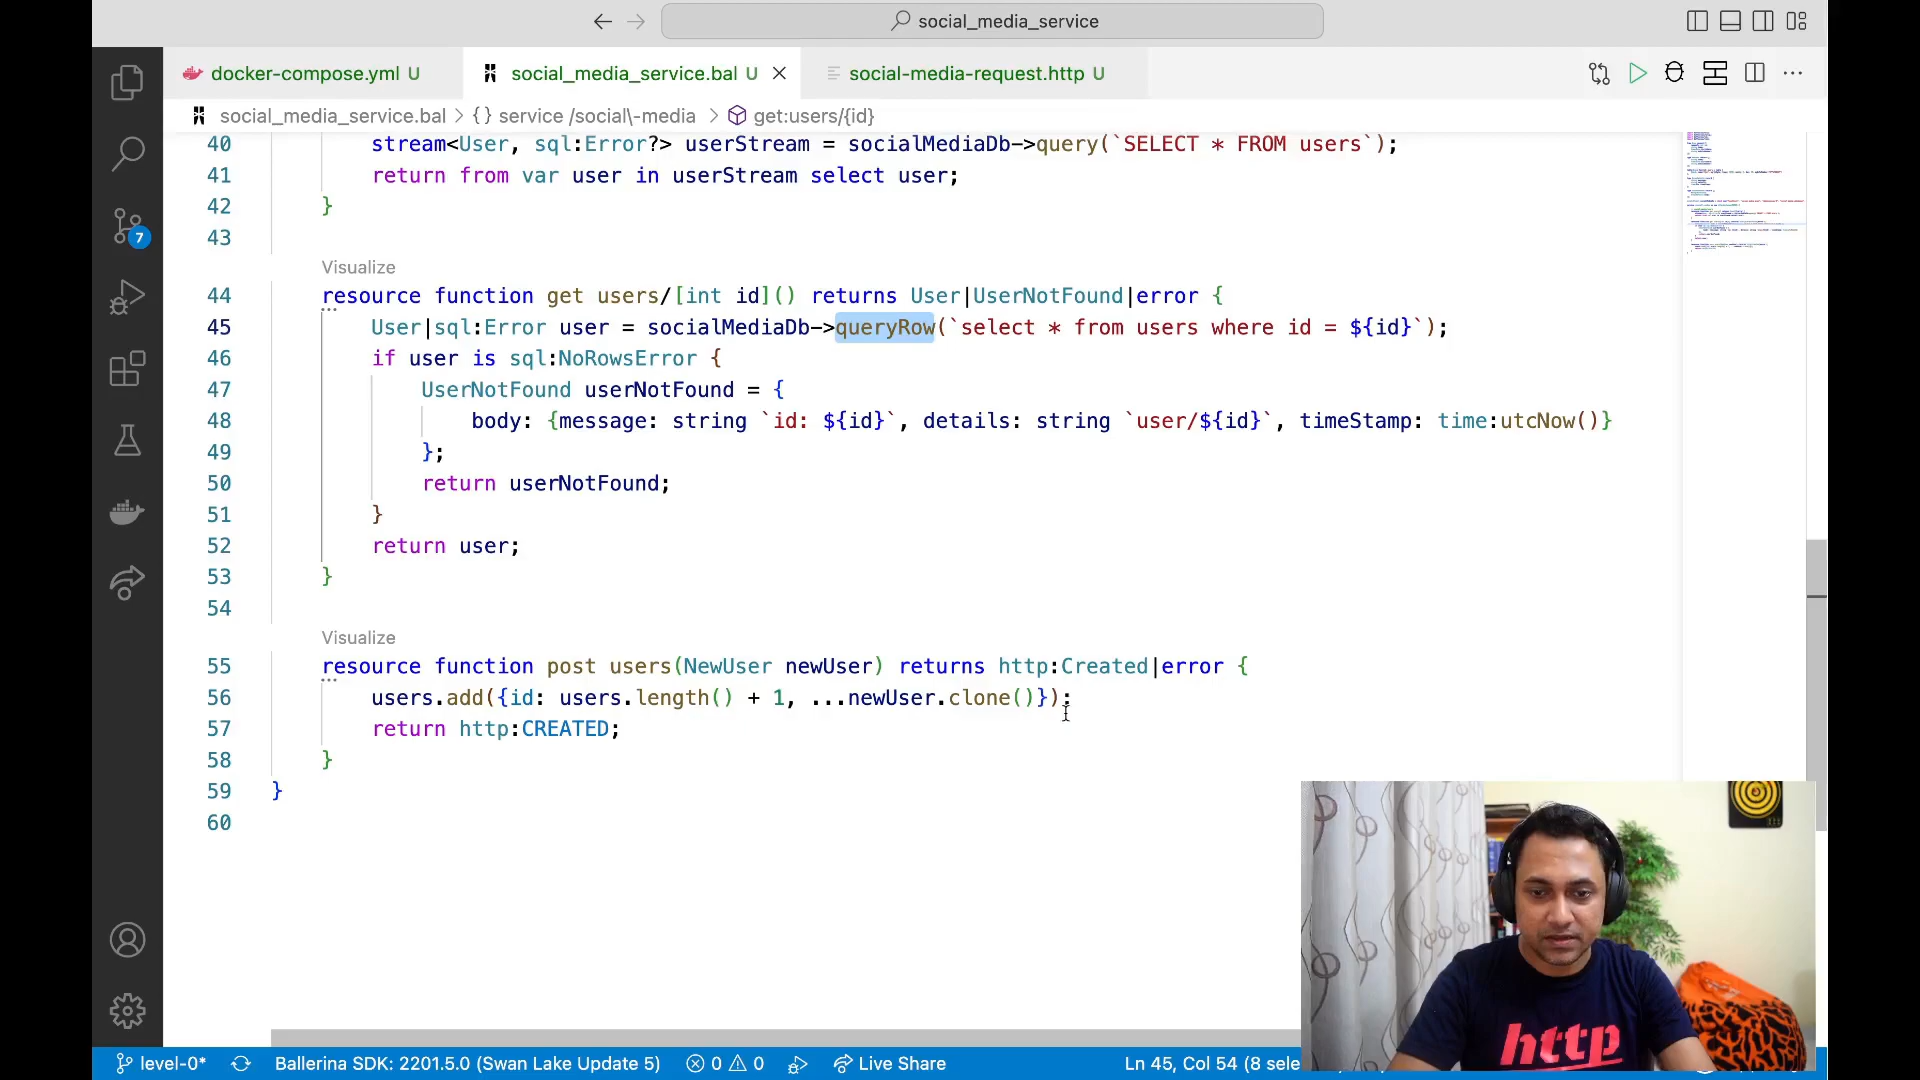 social_media_service
docker-compose.yml U
social_media_service.bal U
social-media-request.http U
social_media_service.bal > {} service /social\-media > get:users/{id}
40 stream<User, sql:Error?> userStream = socialMediaDb->query(`SELECT * FROM users`);
41 return from var user in userStream select user;
42 }
43
Visualize
44 resource function get users/[int id]() returns User|UserNotFound|error {
45 User|sql:Error user = socialMediaDb->queryRow(`select * from users where id = ${id}`);
46 if user is sql:NoRowsError {
47 UserNotFound userNotFound = {
48 body: {message: string `id: ${id}`, details: string `user/${id}`, timeStamp: time:utcNow()}
49 };
50 return userNotFound;
51 }
52 return user;
53 }
54
Visualize
55 resource function post users(NewUser newUser) returns http:Created|error {
56 users.add({id: users.length() + 1, ...newUser.clone()});
57 return http:CREATED;
58 }
59 }
60
7
http
level-0* Ballerina SDK: 2201.5.0 (Swan Lake Update 5) 0 0 Live Share Ln 45, Col 54 (8 sele